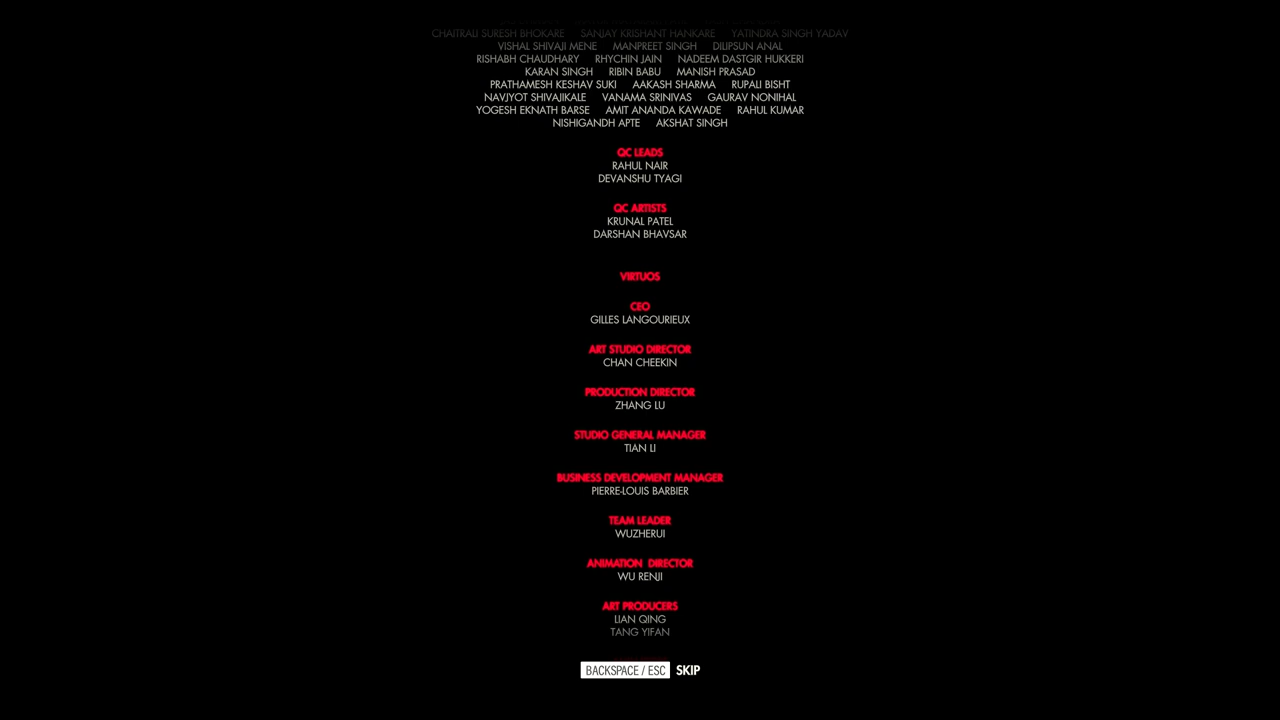 CHAITRALI SURESH BHOKARE SANJAY KRISHANT HANKARE YATINDRA SINGH YADAV
VISHAL SHIVAJI MENE MANPREET SINGH DILIPSUN ANAL
RISHABH CHAUDHARY RHYCHIN JAIN NADEEM DASTGIR HUKKERI
KARAN SINGH RIBIN BABU MANISH PRASAD
PRATHAMESH KESHAV SUKI AAKASH SHARMA RUPALI BISHT
NAVJYOT SHIVAJIKALE VANAMA SRINIVAS GAURAV NONIHAL
YOGESH EKNATH BARSE AMIT ANANDA KAWADE RAHUL KUMAR
NISHIGANDH APTE AKSHAT SINGH
QC LEADS
RAHUL NAIR
DEVANSHU TYAGI
QC ARTISTS
KRUNAL PATEL
DARSHAN BHAVSAR
VIRTUOS
CEO
GILLES LANGOURIEUX
ART STUDIO DIRECTOR
CHAN CHEEKIN
PRODUCTION DIRECTOR
ZHANG LU
STUDIO GENERAL MANAGER
TIAN LI
BUSINESS DEVELOPMENT MANAGER
PIERRE-LOUIS BARBIER
TEAM LEADER
WUZHERUI
ANIMATION DIRECTOR
WU RENJI
ART PRODUCERS
LIAN QING
TANG YIFAN
BACKSPACE / ESC SKIP